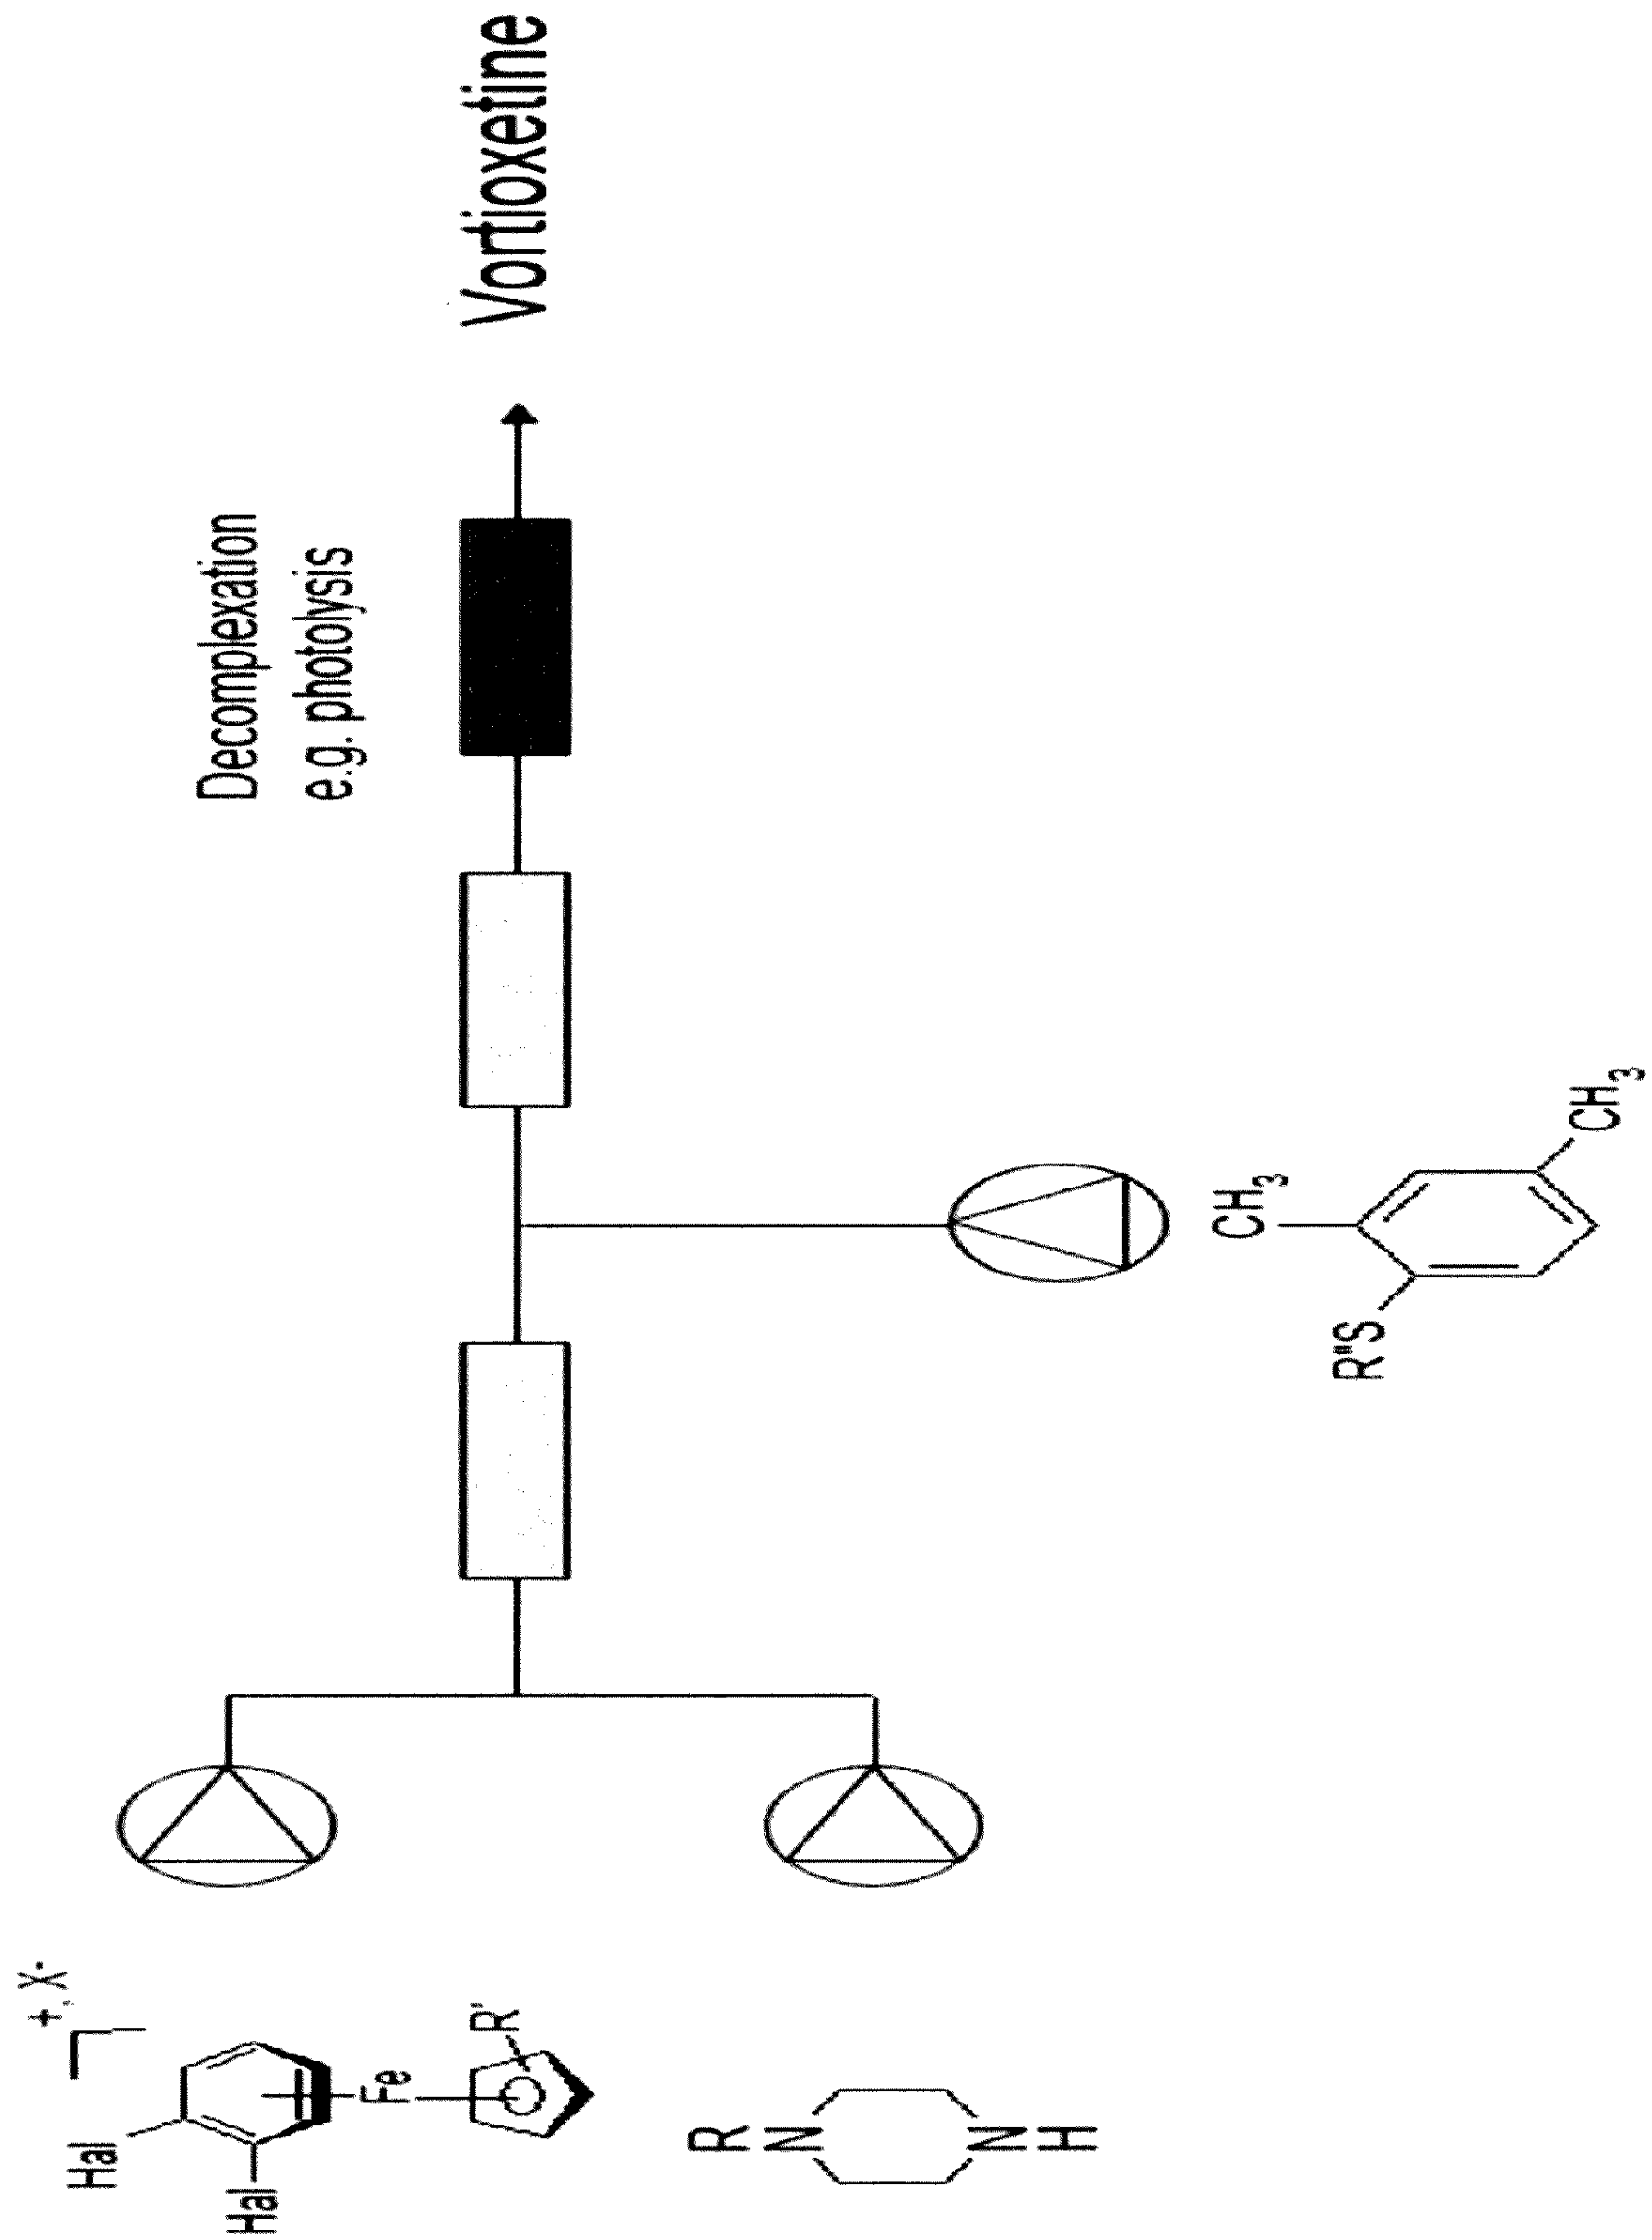 Decomplexation
e.g. photolysis
Vortioxetine
+, X-
Hal
Hal
Fe
R'
R
N
N
H
CH3
R"S
CH3